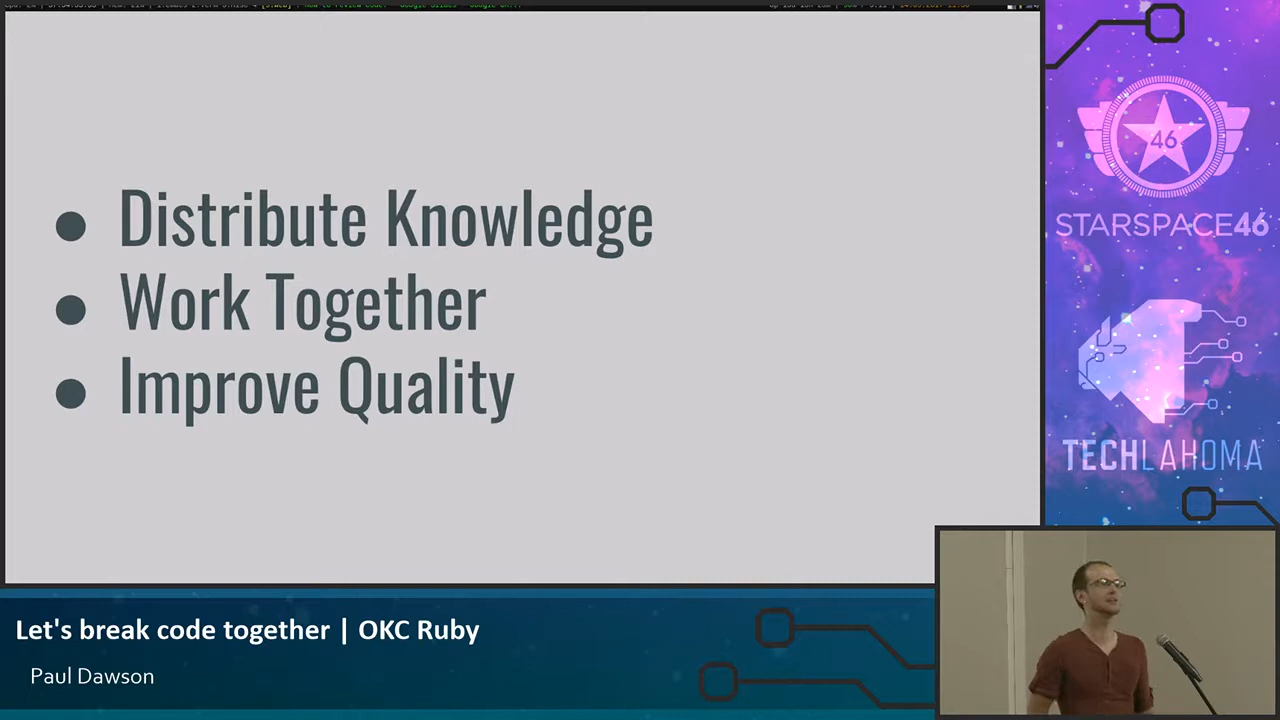 ● Distribute Knowledge
● Work Together
● Improve Quality
46
STARSPACE46
TECHLAHOMA
Let's break code together | OKC Ruby
Paul Dawson